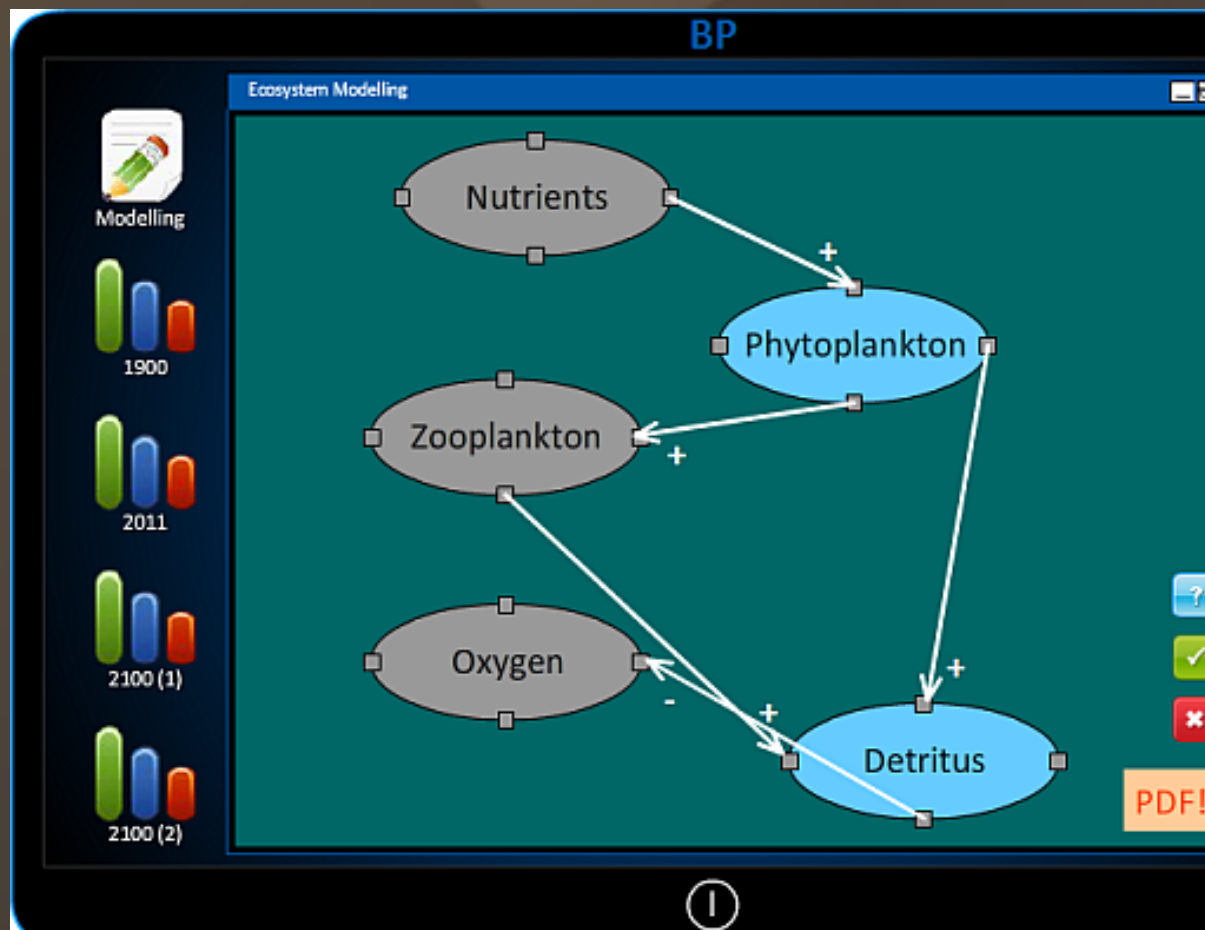 BP
Ecosystem Modelling
Modelling
1900
2011
2100 (1)
2100 (2)
Nutrients
+
Phytoplankton
Zooplankton
+
Oxygen
-
+
+
Detritus
?
PDF!